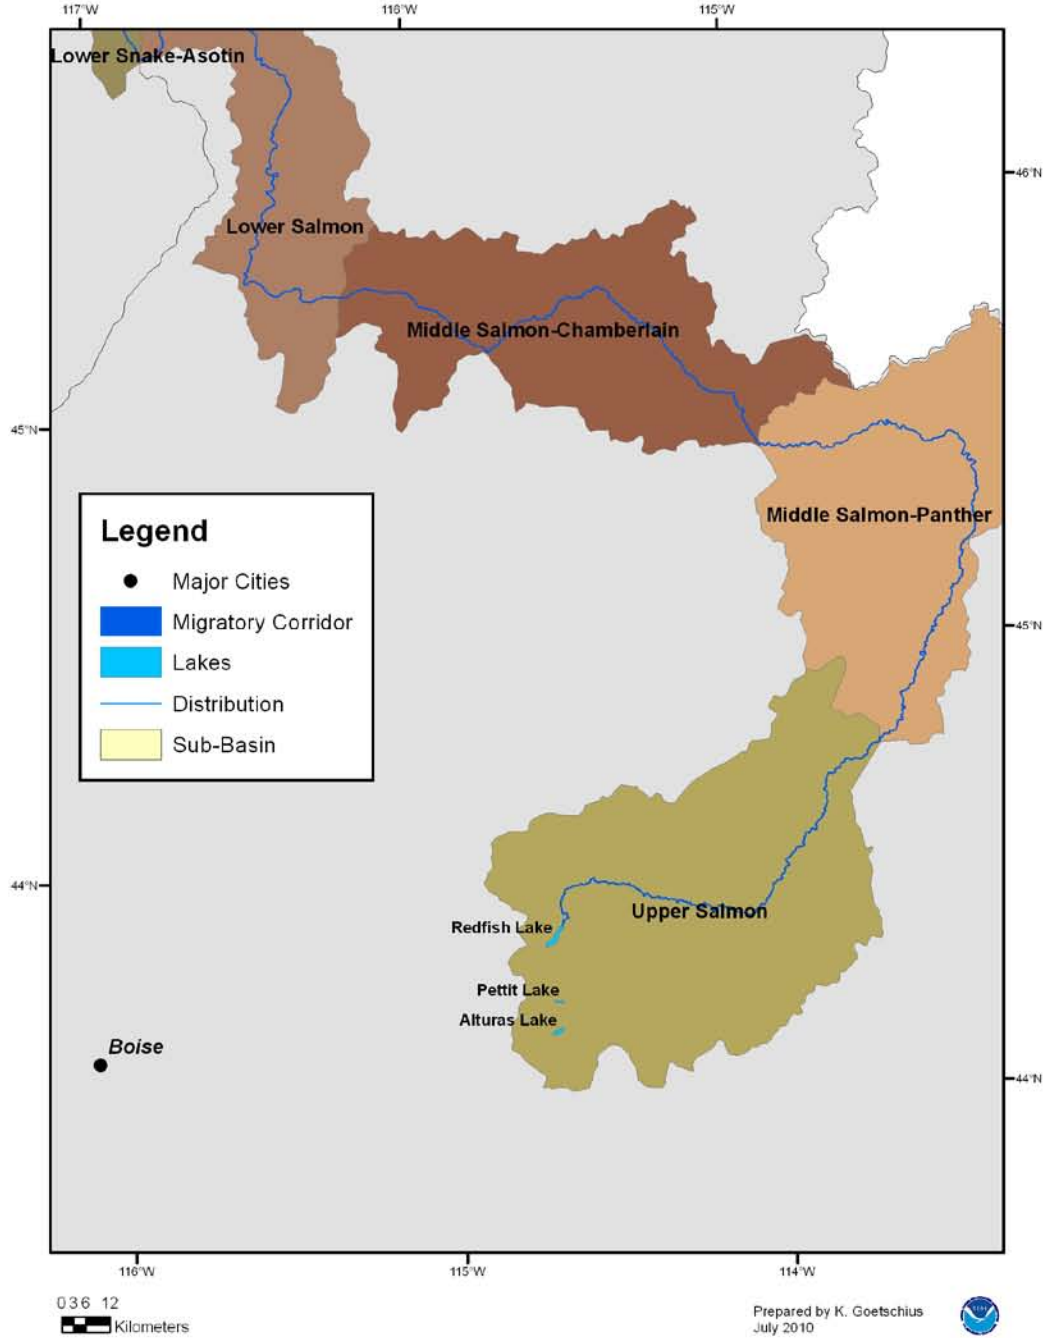 117°W 116°W 115°W
Lower Snake-Asotin
46°N
Lower Salmon
Middle Salmon-Chamberlain
45°N
Middle Salmon-Panther
Legend
Major Cities
Migratory Corridor
Lakes
Distribution
Sub-Basin
45°N
44°N
Upper Salmon
Redfish Lake
Pettit Lake
Alturas Lake
Boise
44°N
116°W 115°W 114°W
0 3 6 12
Kilometers
Prepared by K. Goetschius
July 2010